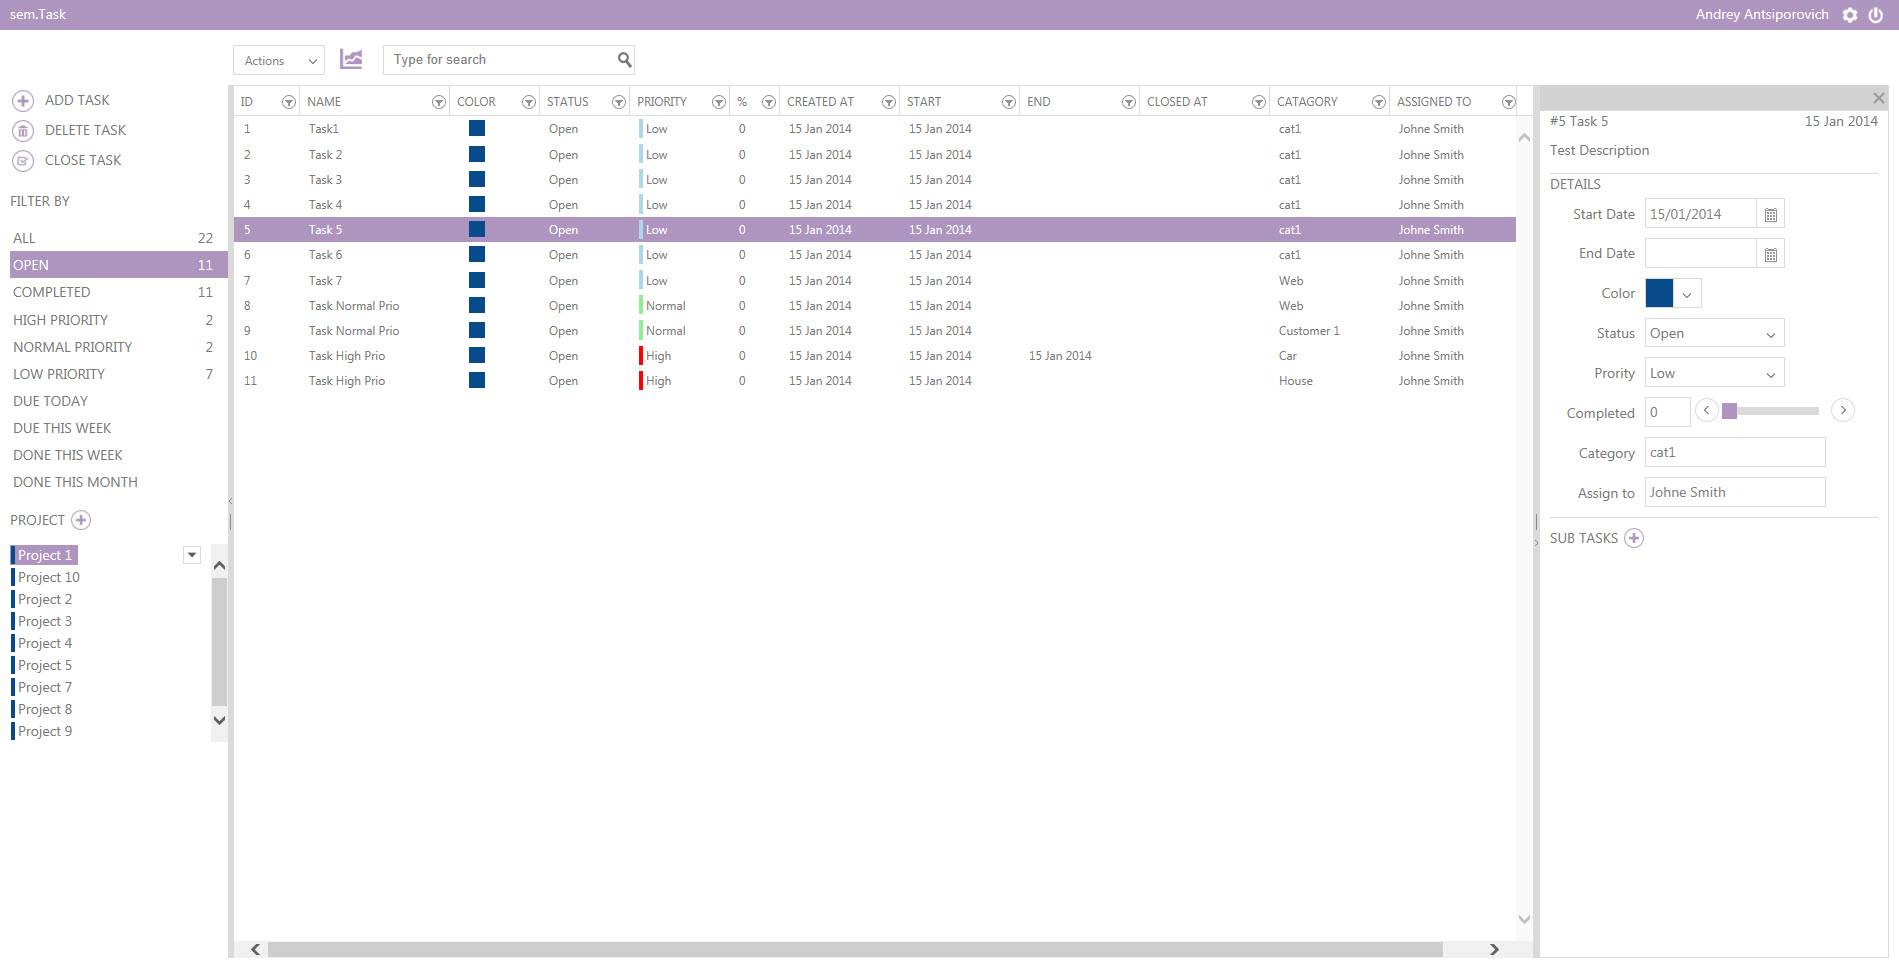 sem.Task
Andrey Antsiporovich
Actions
Type for search
ADD TASK
DELETE TASK
CLOSE TASK
FILTER BY
ALL 22
OPEN 11
COMPLETED 11
HIGH PRIORITY 2
NORMAL PRIORITY 2
LOW PRIORITY 7
DUE TODAY
DUE THIS WEEK
DONE THIS WEEK
DONE THIS MONTH
PROJECT
Project 1
Project 10
Project 2
Project 3
Project 4
Project 5
Project 7
Project 8
Project 9
ID NAME COLOR STATUS PRIORITY % CREATED AT START END CLOSED AT CATAGORY ASSIGNED TO
1 Task1 Open Low 0 15 Jan 2014 15 Jan 2014 cat1 Johne Smith
2 Task 2 Open Low 0 15 Jan 2014 15 Jan 2014 cat1 Johne Smith
3 Task 3 Open Low 0 15 Jan 2014 15 Jan 2014 cat1 Johne Smith
4 Task 4 Open Low 0 15 Jan 2014 15 Jan 2014 cat1 Johne Smith
5 Task 5 Open Low 0 15 Jan 2014 15 Jan 2014 cat1 Johne Smith
6 Task 6 Open Low 0 15 Jan 2014 15 Jan 2014 cat1 Johne Smith
7 Task 7 Open Low 0 15 Jan 2014 15 Jan 2014 Web Johne Smith
8 Task Normal Prio Open Normal 0 15 Jan 2014 15 Jan 2014 Web Johne Smith
9 Task Normal Prio Open Normal 0 15 Jan 2014 15 Jan 2014 Customer 1 Johne Smith
10 Task High Prio Open High 0 15 Jan 2014 15 Jan 2014 15 Jan 2014 Car Johne Smith
11 Task High Prio Open High 0 15 Jan 2014 15 Jan 2014 House Johne Smith
#5 Task 5 15 Jan 2014
Test Description
DETAILS
Start Date 15/01/2014
End Date
Color
Status Open
Prority Low
Completed 0
Category cat1
Assign to Johne Smith
SUB TASKS